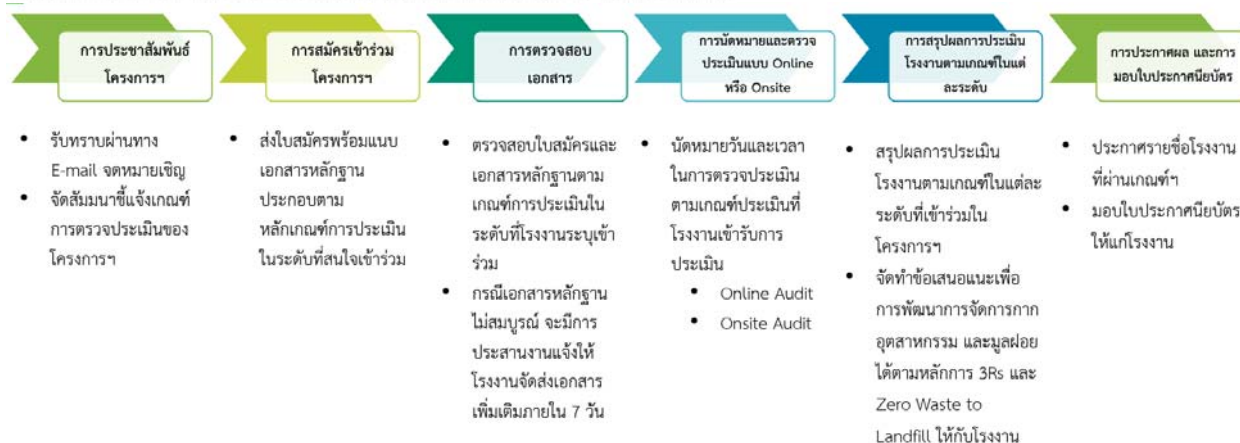 การประชาสัมพันธ์
โครงการฯ
การสมัครเข้าร่วม
โครงการฯ
การตรวจสอบ
เอกสาร
การนัดหมายและตรวจ
ประเมินแบบ Online
หรือ Onsite
การสรุปผลการประเมิน
โรงงานตามเกณฑ์ในแต่
ละระดับ
การประกาศผล และการ
มอบใบประกาศนียบัตร
• รับทราบผ่านทาง
E-mail จดหมายเชิญ
• จัดสัมมนาชี้แจ้งเกณฑ์
การตรวจประเมินของ
โครงการฯ
• ส่งใบสมัครพร้อมแนบ
เอกสารหลักฐาน
ประกอบตาม
หลักเกณฑ์การประเมิน
ในระดับที่สนใจเข้าร่วม
• ตรวจสอบใบสมัครและ
เอกสารหลักฐานตาม
เกณฑ์การประเมินใน
ระดับที่โรงงานระบุเข้า
ร่วม
• กรณีเอกสารหลักฐาน
ไม่สมบูรณ์ จะมีการ
ประสานงานแจ้งให้
โรงงานจัดส่งเอกสาร
เพิ่มเติมภายใน 7 วัน
• นัดหมายวันและเวลา
ในการตรวจประเมิน
ตามเกณฑ์ประเมินที่
โรงงานเข้ารับการ
ประเมิน
• Online Audit
• Onsite Audit
• สรุปผลการประเมิน
โรงงานตามเกณฑ์ในแต่ละ
ระดับที่เข้าร่วมใน
โครงการฯ
• จัดทำข้อเสนอแนะเพื่อ
การพัฒนาการจัดการกาก
อุตสาหกรรม และมูลฝอย
ได้ตามหลักการ 3Rs และ
Zero Waste to
Landfill ให้กับโรงงาน
• ประกาศรายชื่อโรงงาน
ที่ผ่านเกณฑ์ฯ
• มอบใบประกาศนียบัตร
ให้แก่โรงงาน